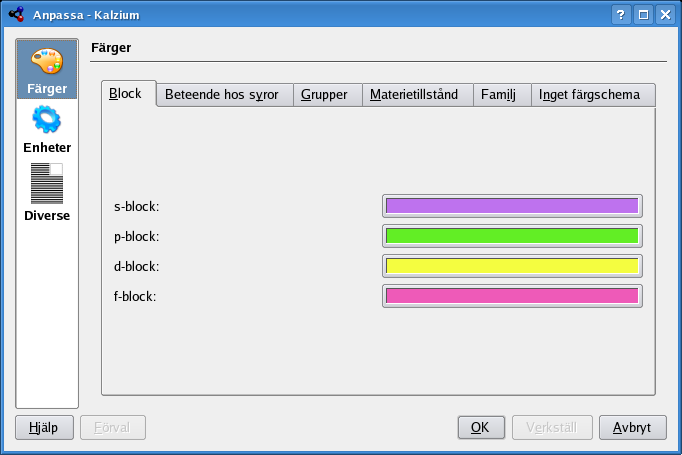 Anpassa - Kalzium
Färger
Färger
Enheter
Diverse
Block Beteende hos syror Grupper Materietillstånd Familj Inget färgschema
s-block:
p-block:
d-block:
f-block:
Hjälp Förval OK Verkställ Avbryt